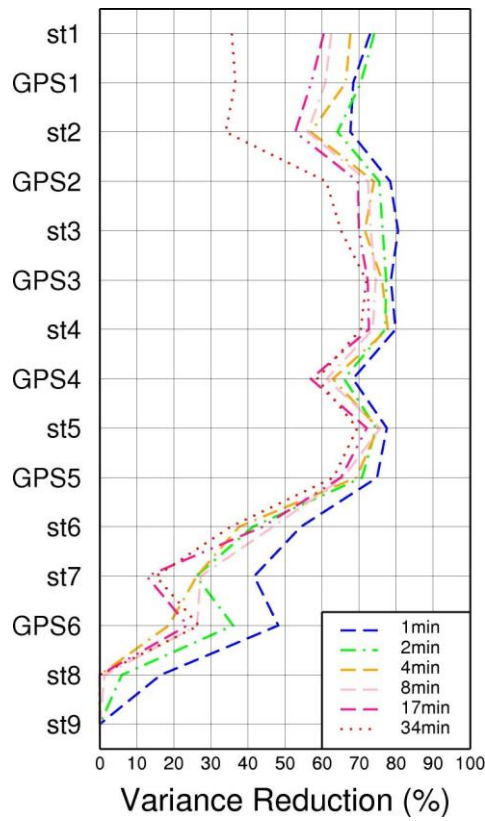 st1
GPS1
st2
GPS2
st3
GPS3
st4
GPS4
st5
GPS5
st6
st7
GPS6
st8
st9
1min
2min
4min
8min
17min
34min
0 10 20 30 40 50 60 70 80 90 100
Variance Reduction (%)